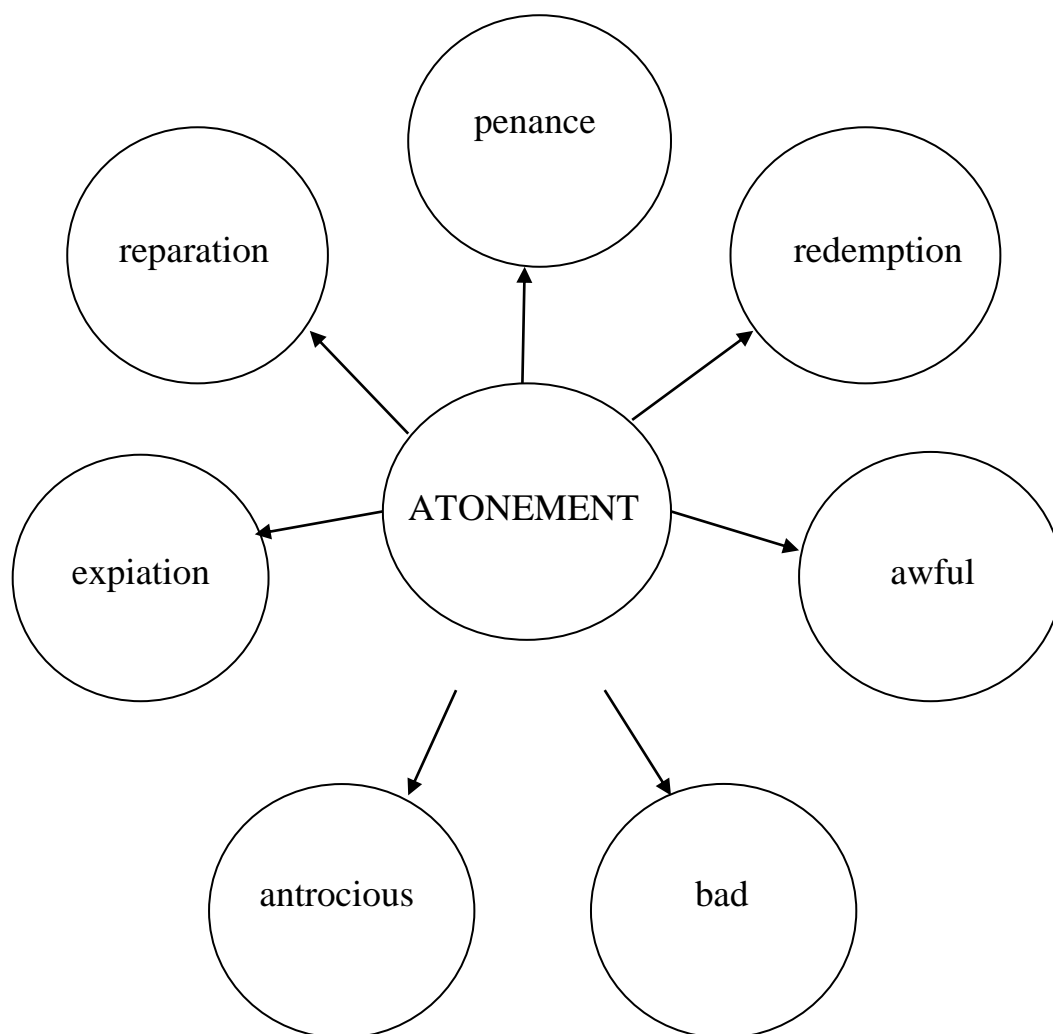 penance
reparation
redemption
ATONEMENT
expiation
awful
antrocious
bad